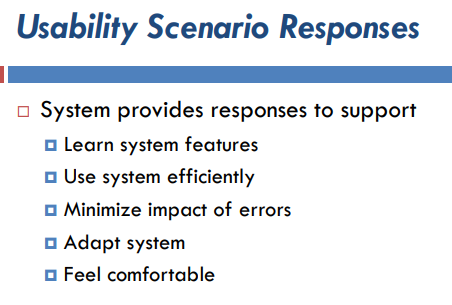 Usability Scenario Responses
System provides responses to support
Learn system features
Use system efficiently
Minimize impact of errors
Adapt system
Feel comfortable